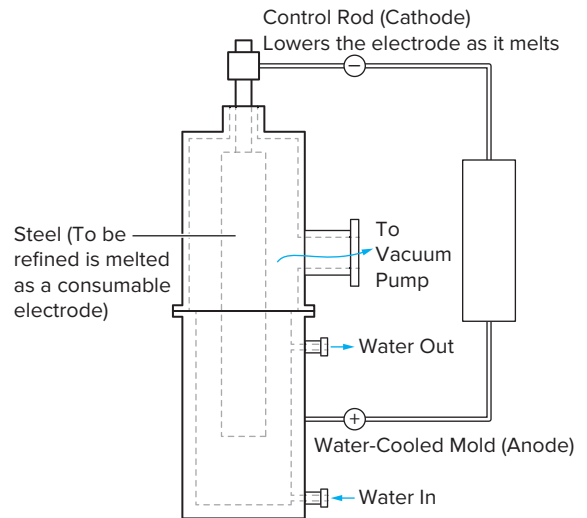 Control Rod (Cathode)
Lowers the electrode as it melts
−
Steel (To be
refined is melted
as a consumable
electrode)
To
Vacuum
Pump
Water Out
+
Water-Cooled Mold (Anode)
Water In